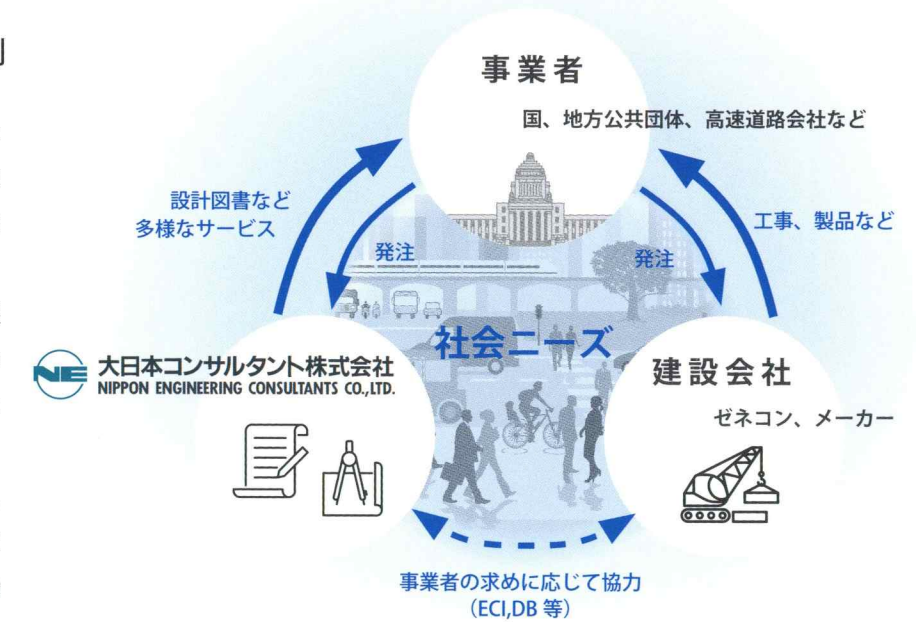 事業者
国、地方公共団体、高速道路会社など
設計図書など
多様なサービス
工事、製品など
発注
発注
社会ニーズ
NE 大日本コンサルタント株式会社
NIPPON ENGINEERING CONSULTANTS CO.,LTD.
建設会社
ゼネコン、メーカー
事業者の求めに応じて協力
(ECI,DB 等)